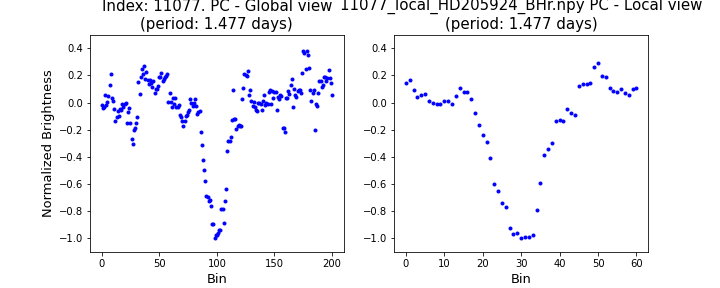 Index: 11077. PC - Global view
(period: 1.477 days)
11077_local_HD205924_BHr.npy PC - Local view
(period: 1.477 days)
Normalized Brightness
0.4
0.2
0.0
−0.2
−0.4
−0.6
−0.8
−1.0
0 50 100 150 200
Bin
0.4
0.2
0.0
−0.2
−0.4
−0.6
−0.8
−1.0
0 10 20 30 40 50 60
Bin